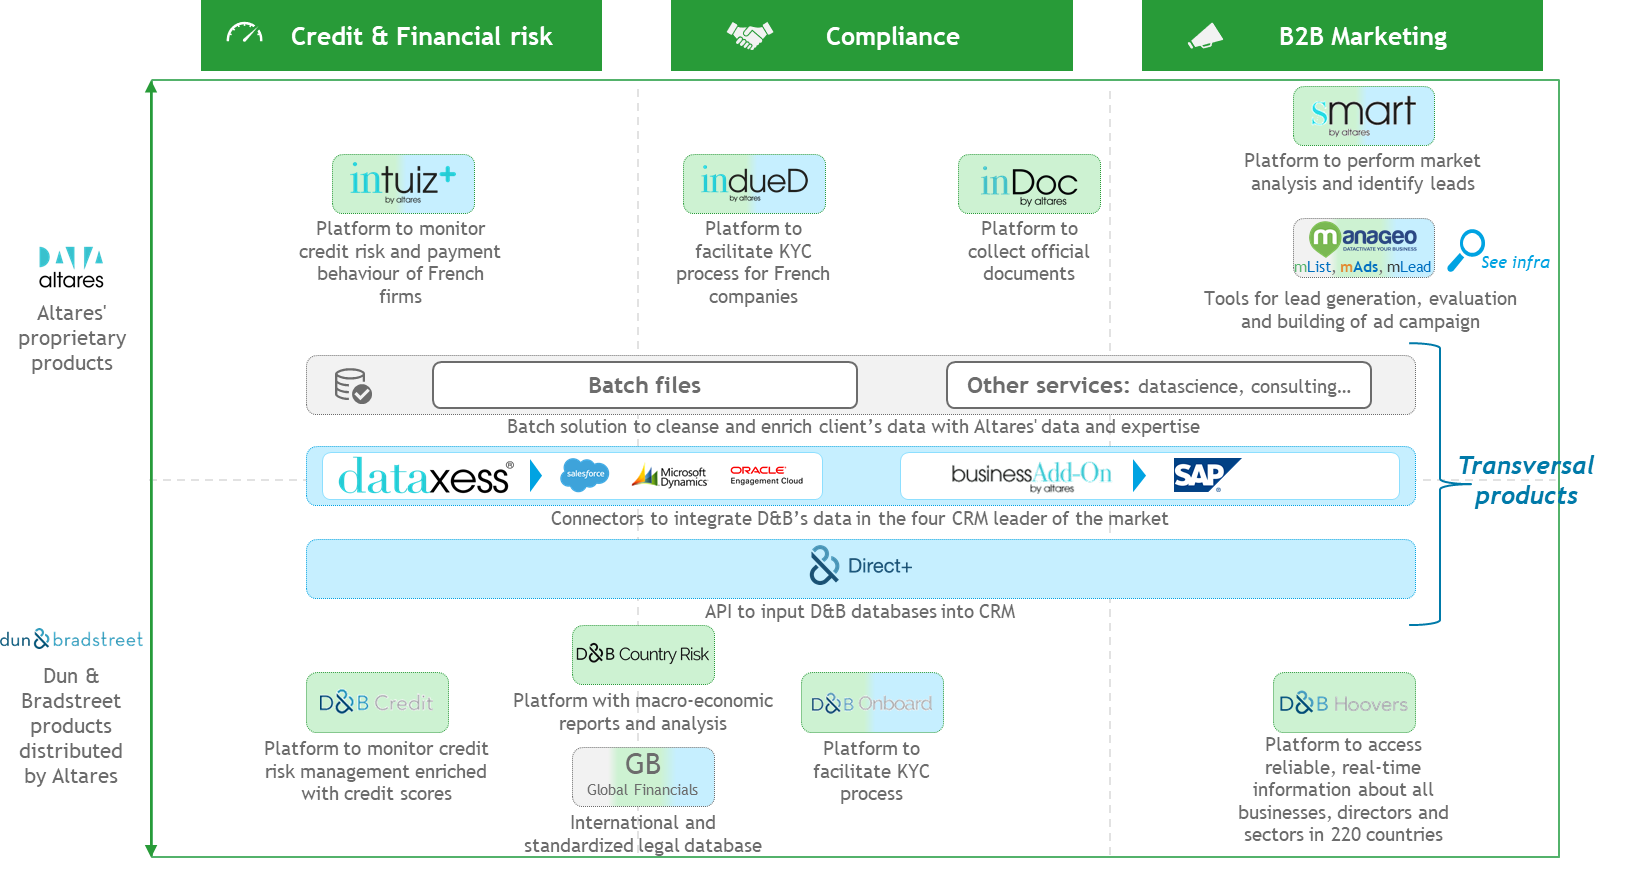 Credit & Financial risk
Compliance
B2B Marketing
smart
by altares
Platform to perform market
analysis and identify leads
intuiz+
by altares
Platform to monitor
credit risk and payment
behaviour of French
firms
indueD
by altares
Platform to
facilitate KYC
process for French
companies
inDoc
by altares
Platform to
collect official
documents
manageo
DATACTIVATE YOUR BUSINESS
mList, mAds, mLead
See infra
Tools for lead generation, evaluation
and building of ad campaign
DATA
altares
Altares'
proprietary
products
Batch files
Other services: datascience, consulting...
Batch solution to cleanse and enrich client’s data with Altares' data and expertise
dataxess®
salesforce
Microsoft
Dynamics
ORACLE
Engagement Cloud
businessAdd-On
by altares
SAP
Connectors to integrate D&B’s data in the four CRM leader of the market
Transversal
products
Direct+
API to input D&B databases into CRM
dun & bradstreet
Dun &
Bradstreet
products
distributed
by Altares
D&B Country Risk
Platform with macro-economic
reports and analysis
D&B Credit
Platform to monitor credit
risk management enriched
with credit scores
GB
Global Financials
International and
standardized legal database
D&B Onboard
Platform to
facilitate KYC
process
D&B Hoovers
Platform to access
reliable, real-time
information about all
businesses, directors and
sectors in 220 countries